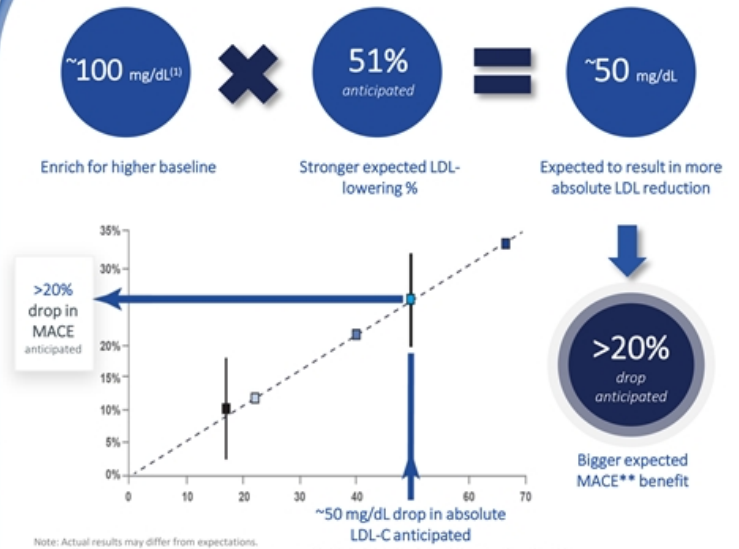 ~100 mg/dL(1)
51%
anticipated
~50 mg/dL
Enrich for higher baseline
Stronger expected LDL-
lowering %
Expected to result in more
absolute LDL reduction
35%
30%
20%
15%
10%
5%
0%
0
10
20
30
40
60
70
>20%
drop in
MACE
anticipated
~50 mg/dL drop in absolute
LDL-C anticipated
>20%
drop
anticipated
Bigger expected
MACE** benefit
Note: Actual results may differ from expectations.